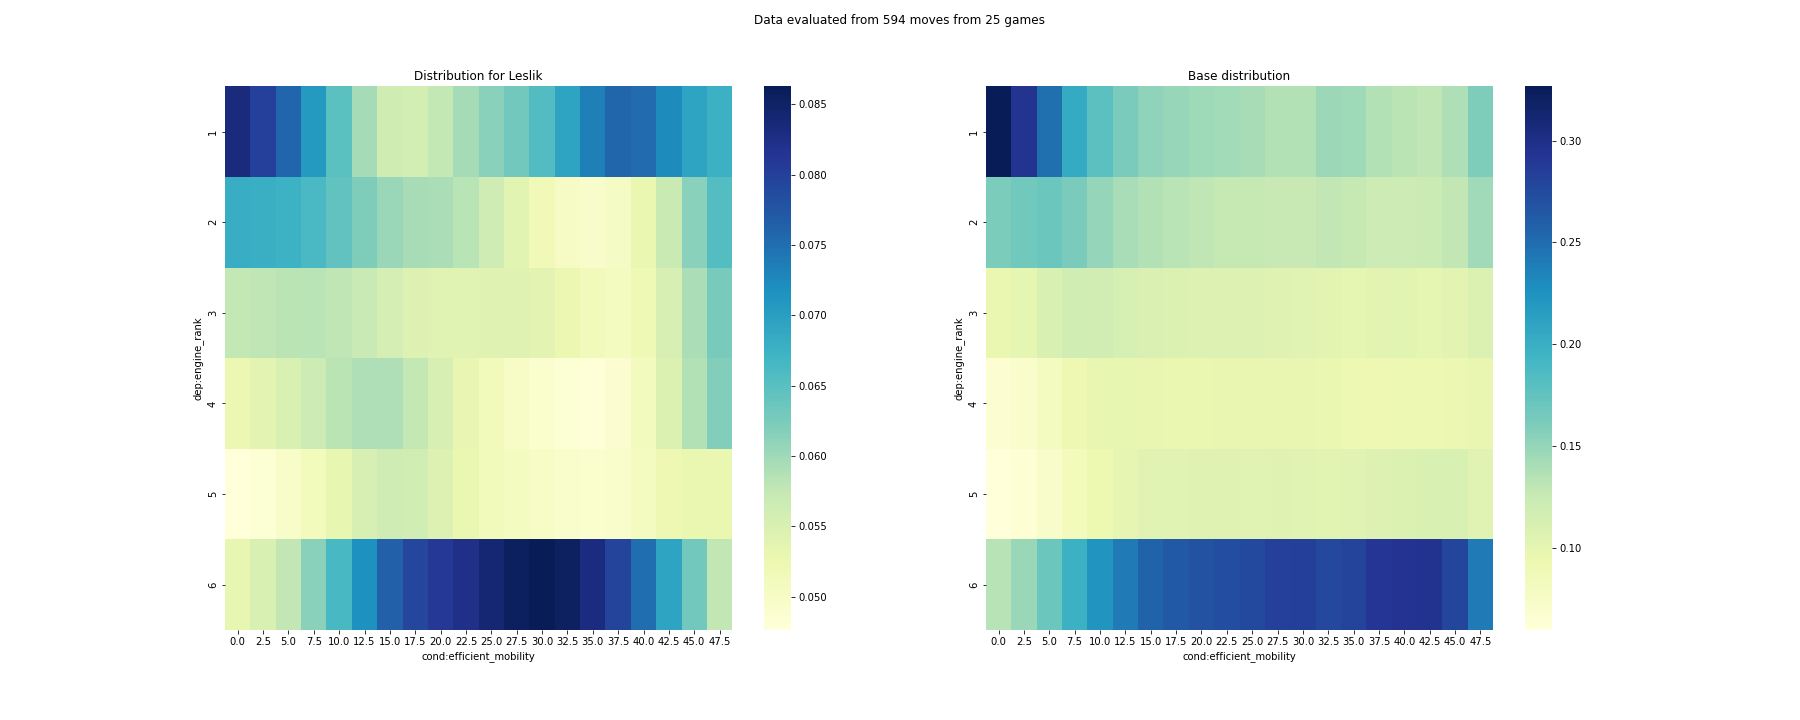 Data evaluated from 594 moves from 25 games
Distribution for Leslik
1
2
3
4
5
6
dep:engine_rank
0.0 2.5 5.0 7.5 10.0 12.5 15.0 17.5 20.0 22.5 25.0 27.5 30.0 32.5 35.0 37.5 40.0 42.5 45.0 47.5
cond:efficient_mobility
0.085
0.080
0.075
0.070
0.065
0.060
0.055
0.050
Base distribution
1
2
3
4
5
6
dep:engine_rank
0.0 2.5 5.0 7.5 10.0 12.5 15.0 17.5 20.0 22.5 25.0 27.5 30.0 32.5 35.0 37.5 40.0 42.5 45.0 47.5
cond:efficient_mobility
0.30
0.25
0.20
0.15
0.10